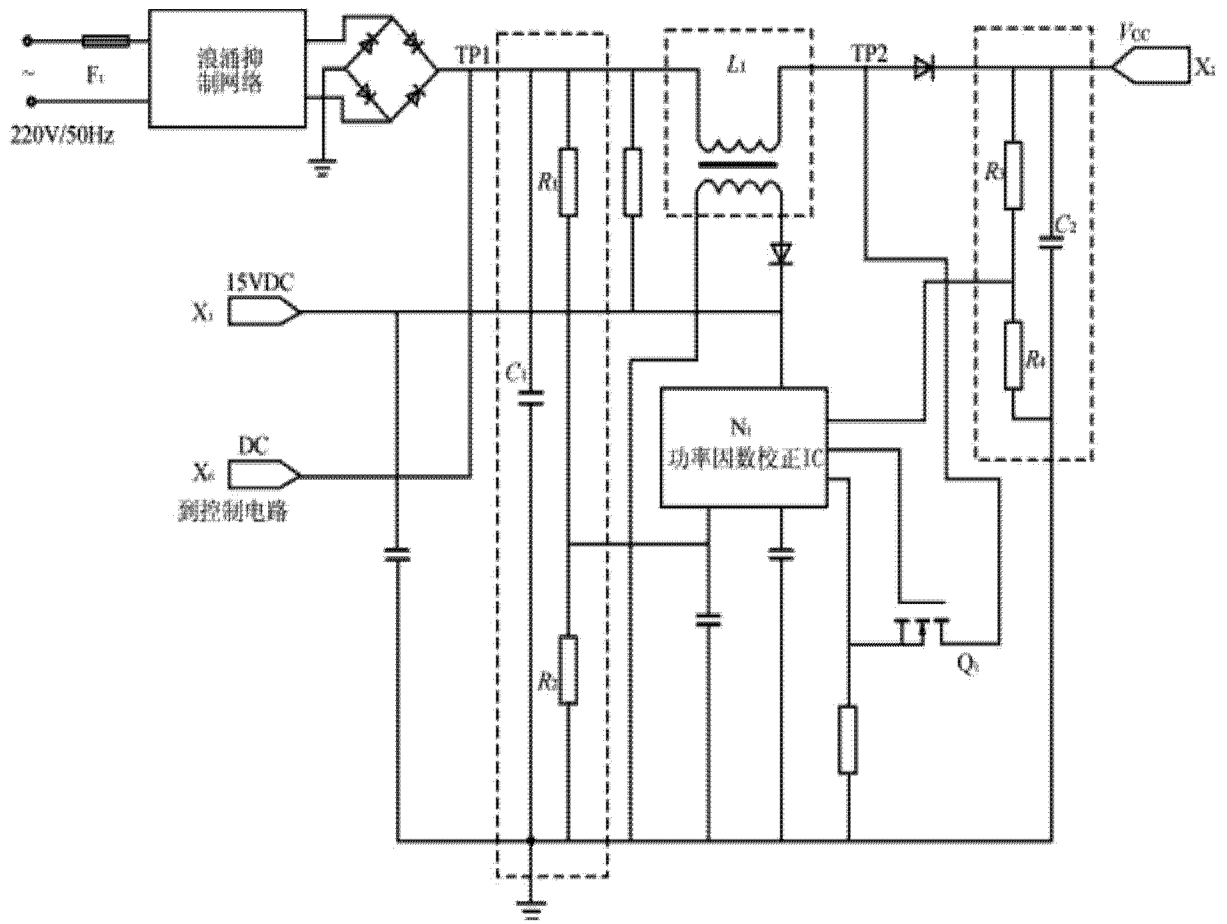 F₁
浪涌抑
制网络
~
220V/50Hz
TP1
L₁
TP2
VCC
X₂
R₁
R₃
C₂
15VDC
X₁
C₁
R₄
N₁
功率因数校正IC
DC
X₆
到控制电路
R₂
Q₁